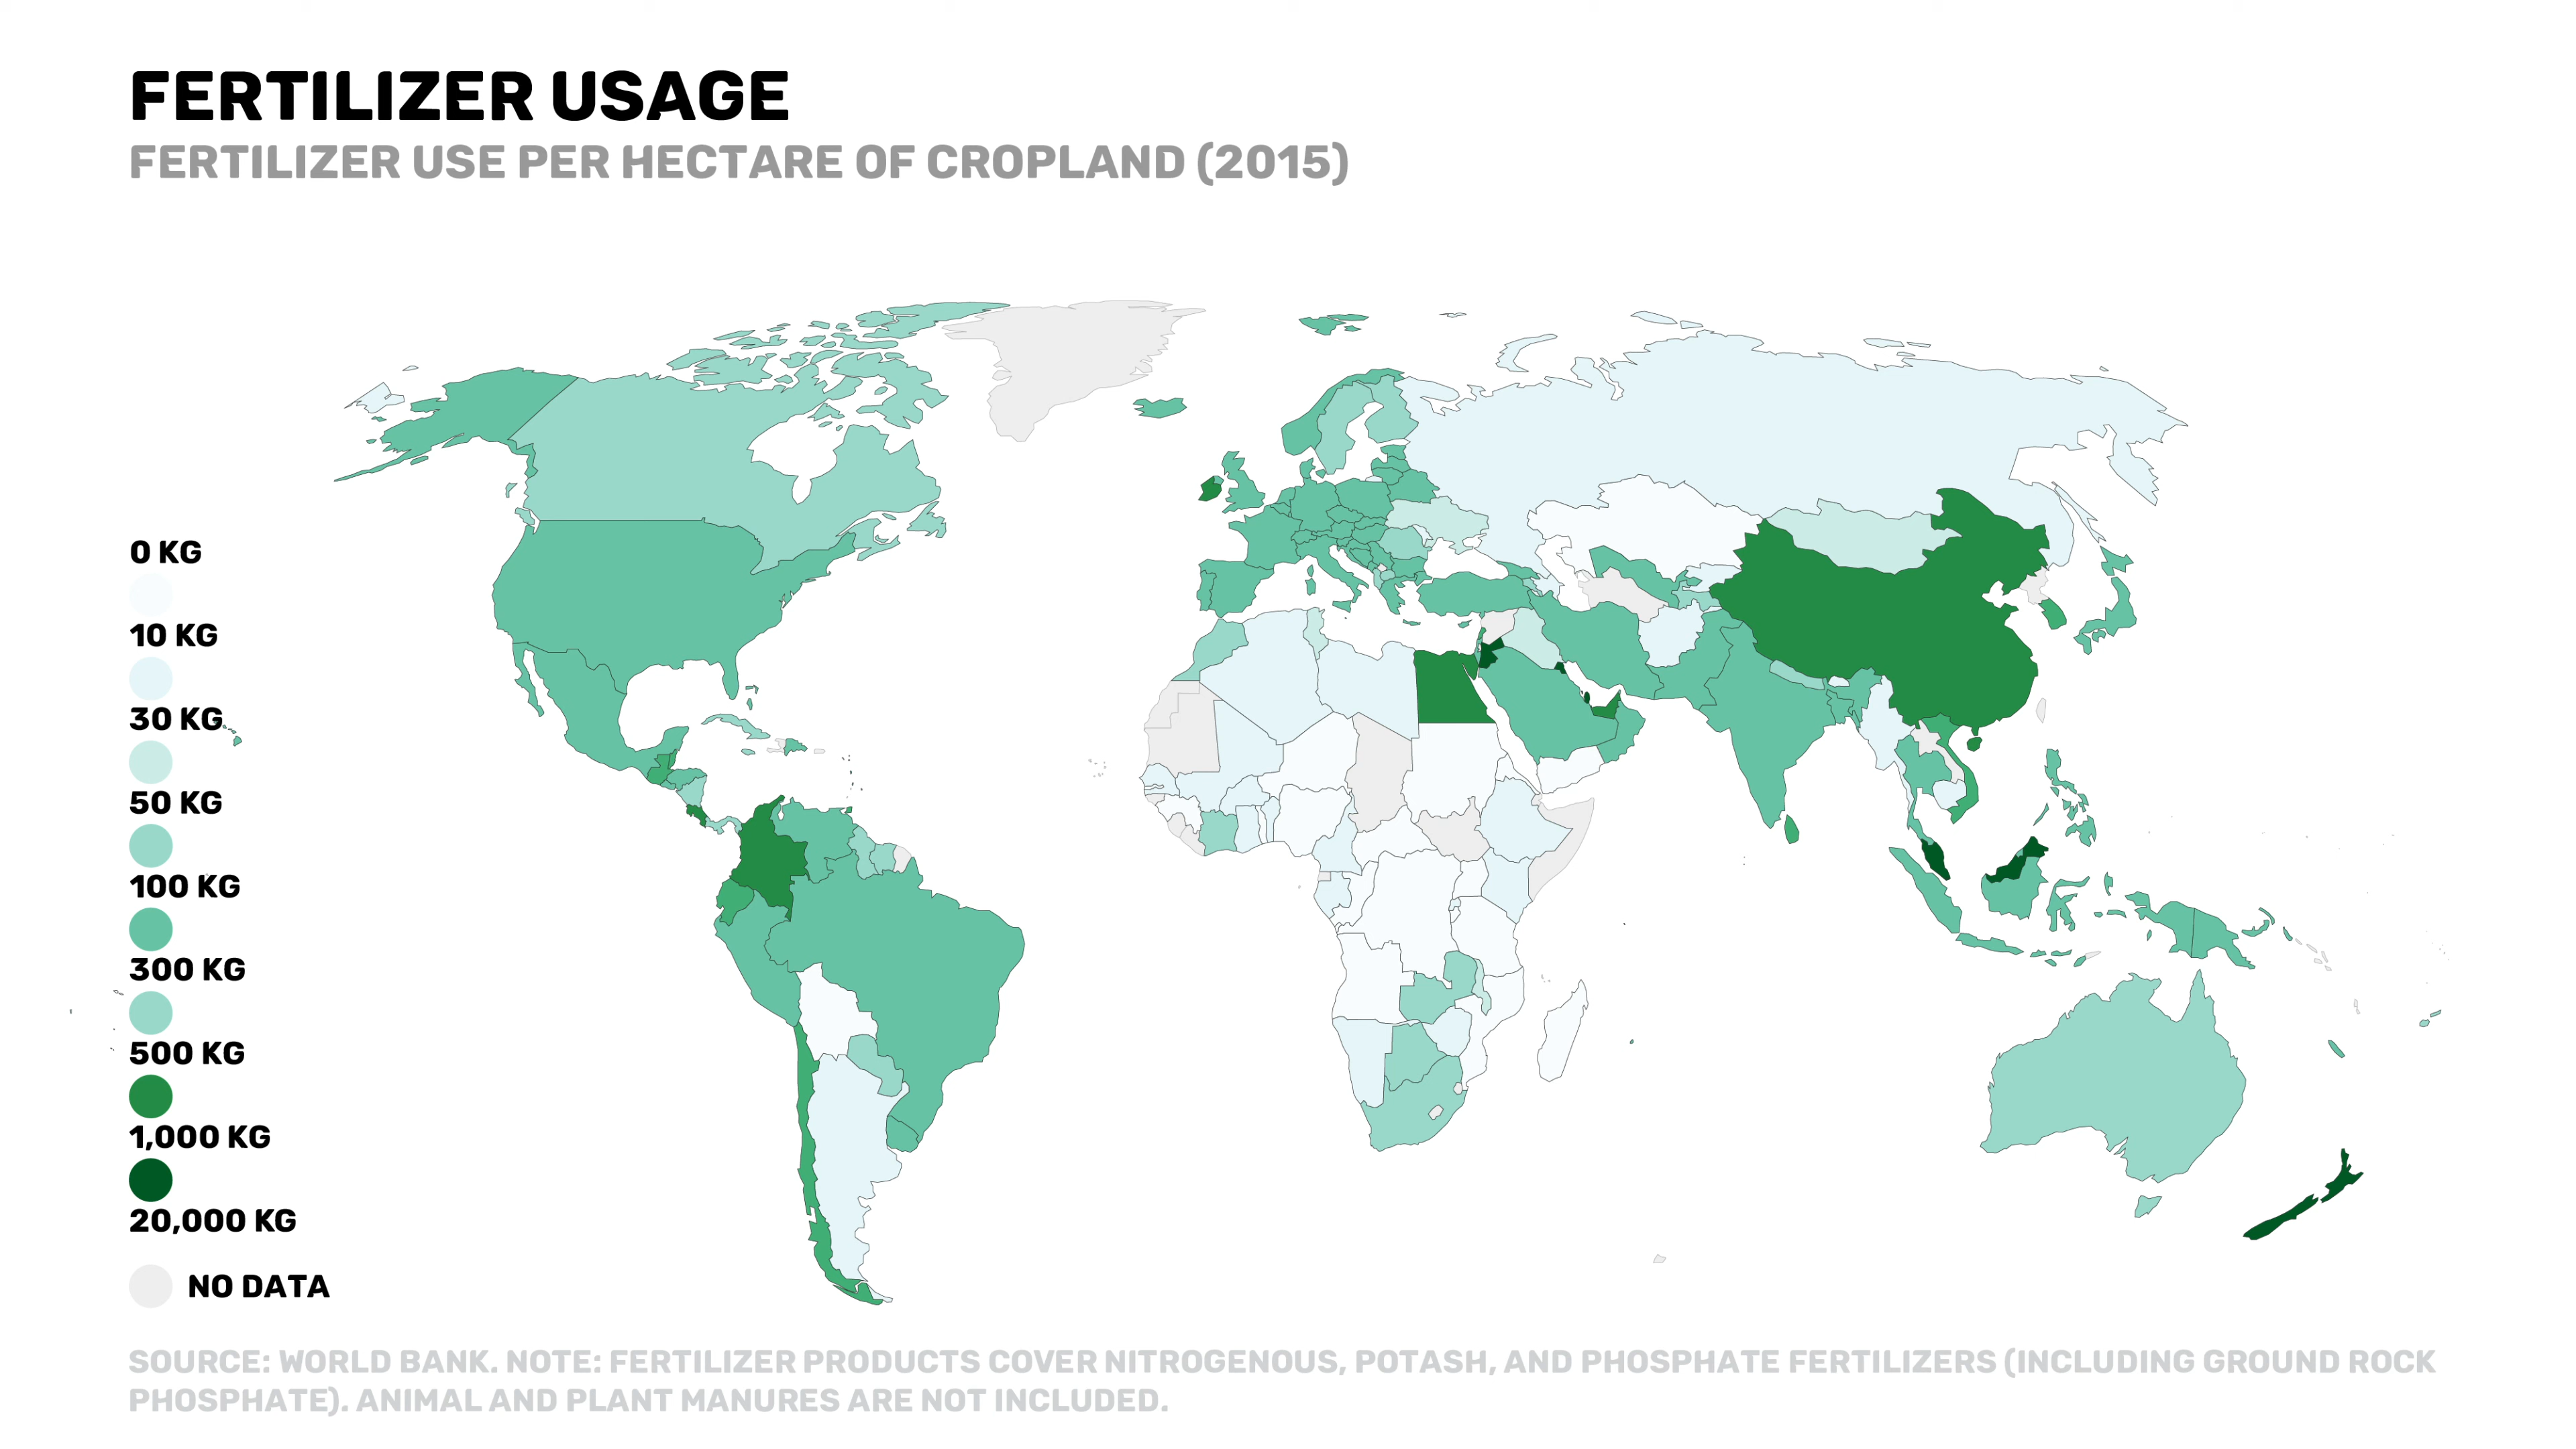 FERTILIZER USAGE
FERTILIZER USE PER HECTARE OF CROPLAND (2015)
0 KG
10 KG
30 KG
50 KG
100 KG
300 KG
500 KG
1,000 KG
20,000 KG
NO DATA
SOURCE: WORLD BANK. NOTE: FERTILIZER PRODUCTS COVER NITROGENOUS, POTASH, AND PHOSPHATE FERTILIZERS (INCLUDING GROUND ROCK
PHOSPHATE). ANIMAL AND PLANT MANURES ARE NOT INCLUDED.